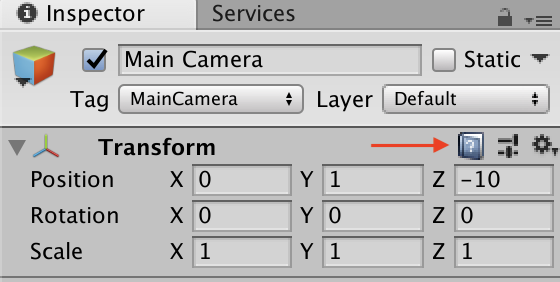 Inspector Services
Main Camera Static
Tag MainCamera Layer Default
Transform ?
Position X 0 Y 1 Z -10
Rotation X 0 Y 0 Z 0
Scale X 1 Y 1 Z 1